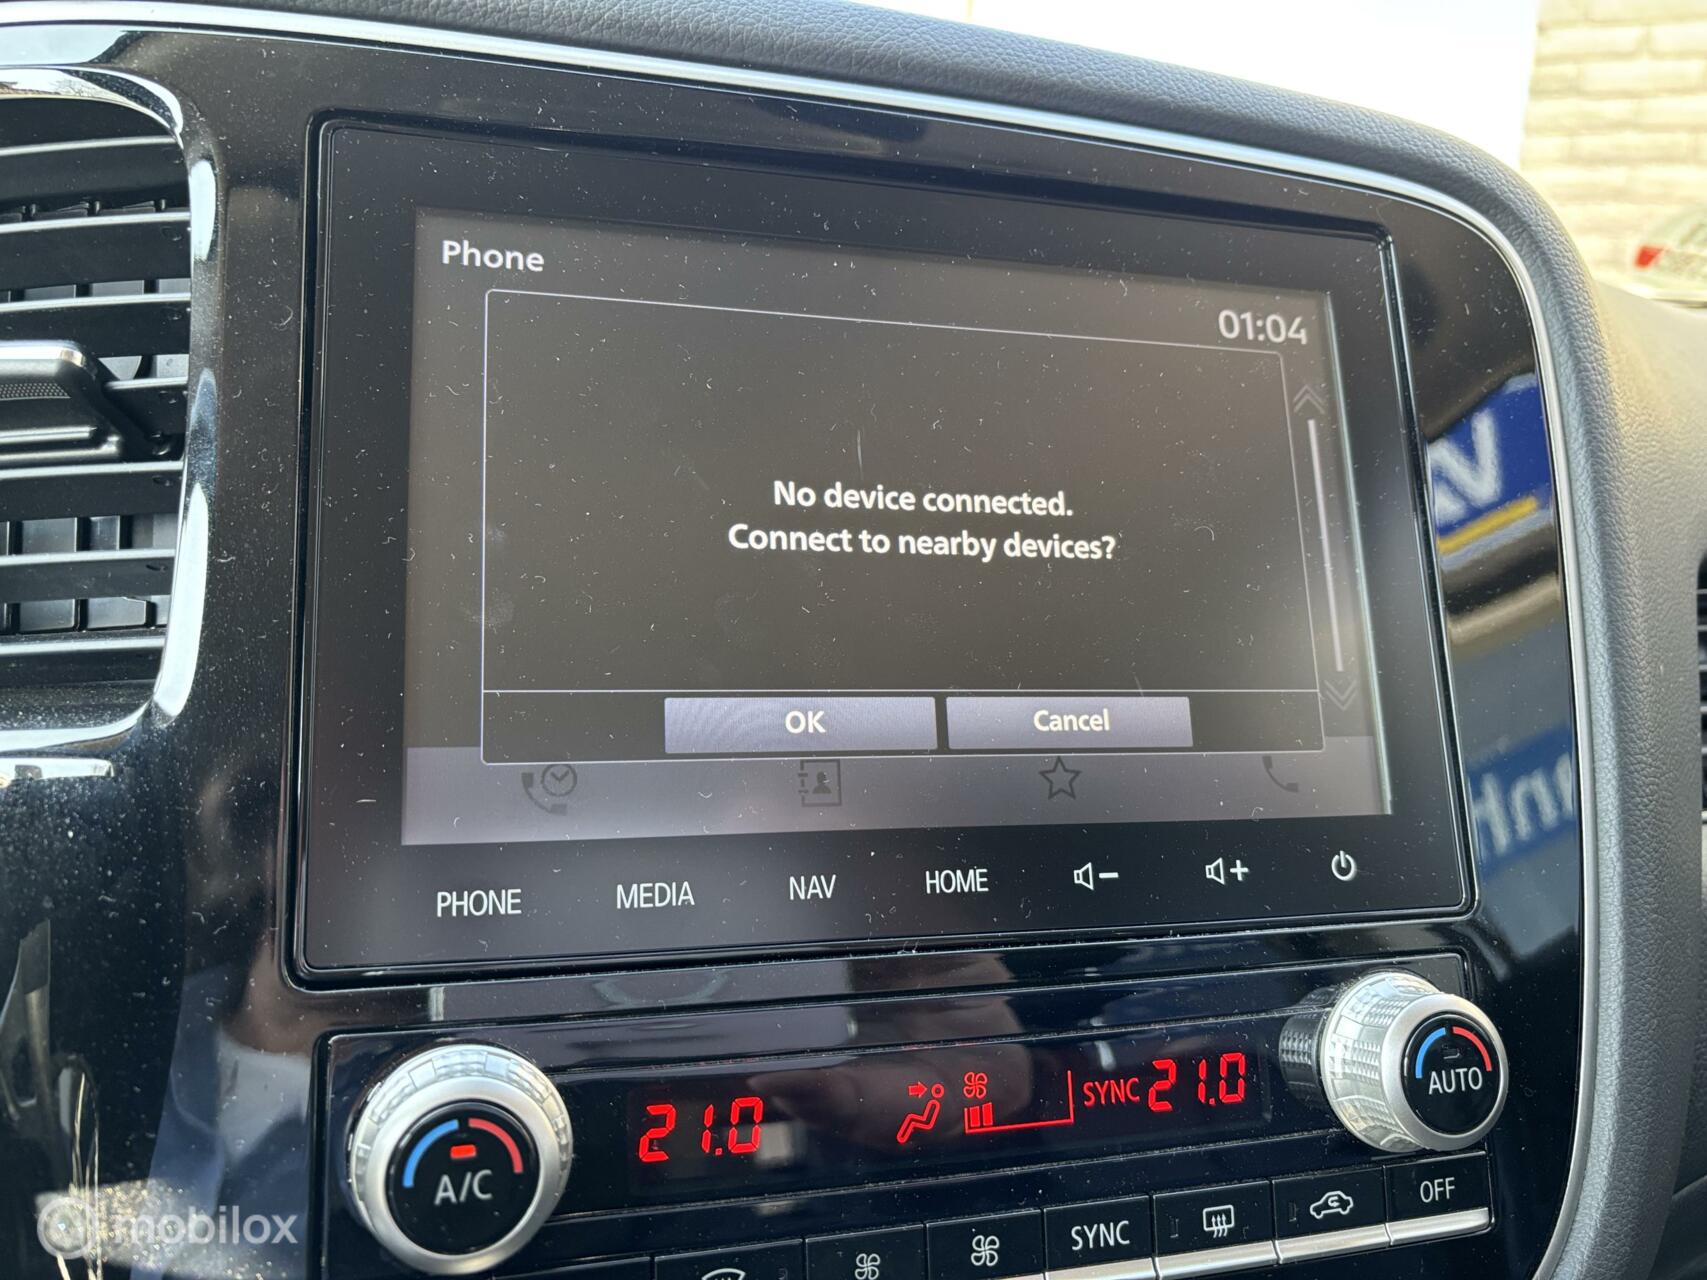 Phone
01:04
No device connected.
Connect to nearby devices?
OK
Cancel
PHONE
MEDIA
NAV
HOME
21.0
SYNC 21.0
A/C
AUTO
SYNC
OFF
mobilox